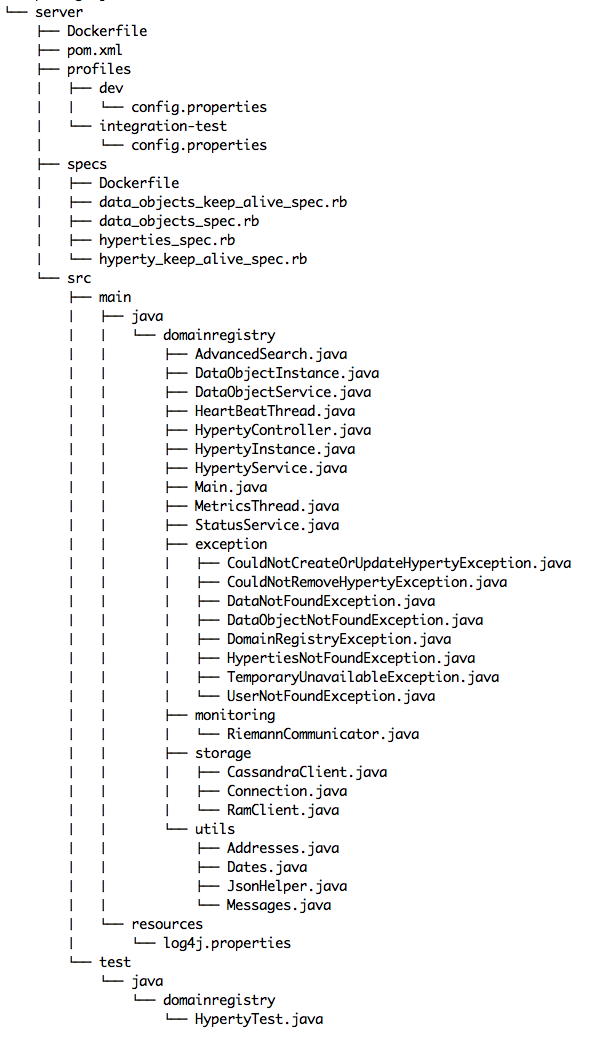 └── server
    ├── Dockerfile
    ├── pom.xml
    ├── profiles
    |   ├── dev
    |   |   └── config.properties
    |   └── integration-test
    |       └── config.properties
    ├── specs
    |   ├── Dockerfile
    |   ├── data_objects_keep_alive_spec.rb
    |   ├── data_objects_spec.rb
    |   ├── hyperties_spec.rb
    |   └── hyperty_keep_alive_spec.rb
    └── src
        ├── main
        |   ├── java
        |   |   └── domainregistry
        |   |       ├── AdvancedSearch.java
        |   |       ├── DataObjectInstance.java
        |   |       ├── DataObjectService.java
        |   |       ├── HeartBeatThread.java
        |   |       ├── HypertyController.java
        |   |       ├── HypertyInstance.java
        |   |       ├── HypertyService.java
        |   |       ├── Main.java
        |   |       ├── MetricsThread.java
        |   |       ├── StatusService.java
        |   |       ├── exception
        |   |       |   ├── CouldNotCreateOrUpdateHypertyException.java
        |   |       |   ├── CouldNotRemoveHypertyException.java
        |   |       |   ├── DataNotFoundException.java
        |   |       |   ├── DataObjectNotFoundException.java
        |   |       |   ├── DomainRegistryException.java
        |   |       |   ├── HypertiesNotFoundException.java
        |   |       |   ├── TemporaryUnavailableException.java
        |   |       |   └── UserNotFoundException.java
        |   |       ├── monitoring
        |   |       |   └── RiemannCommunicator.java
        |   |       ├── storage
        |   |       |   ├── CassandraClient.java
        |   |       |   ├── Connection.java
        |   |       |   └── RamClient.java
        |   |       └── utils
        |   |           ├── Addresses.java
        |   |           ├── Dates.java
        |   |           ├── JsonHelper.java
        |   |           └── Messages.java
        |   └── resources
        |       └── log4j.properties
        └── test
            └── java
                └── domainregistry
                    └── HypertyTest.java